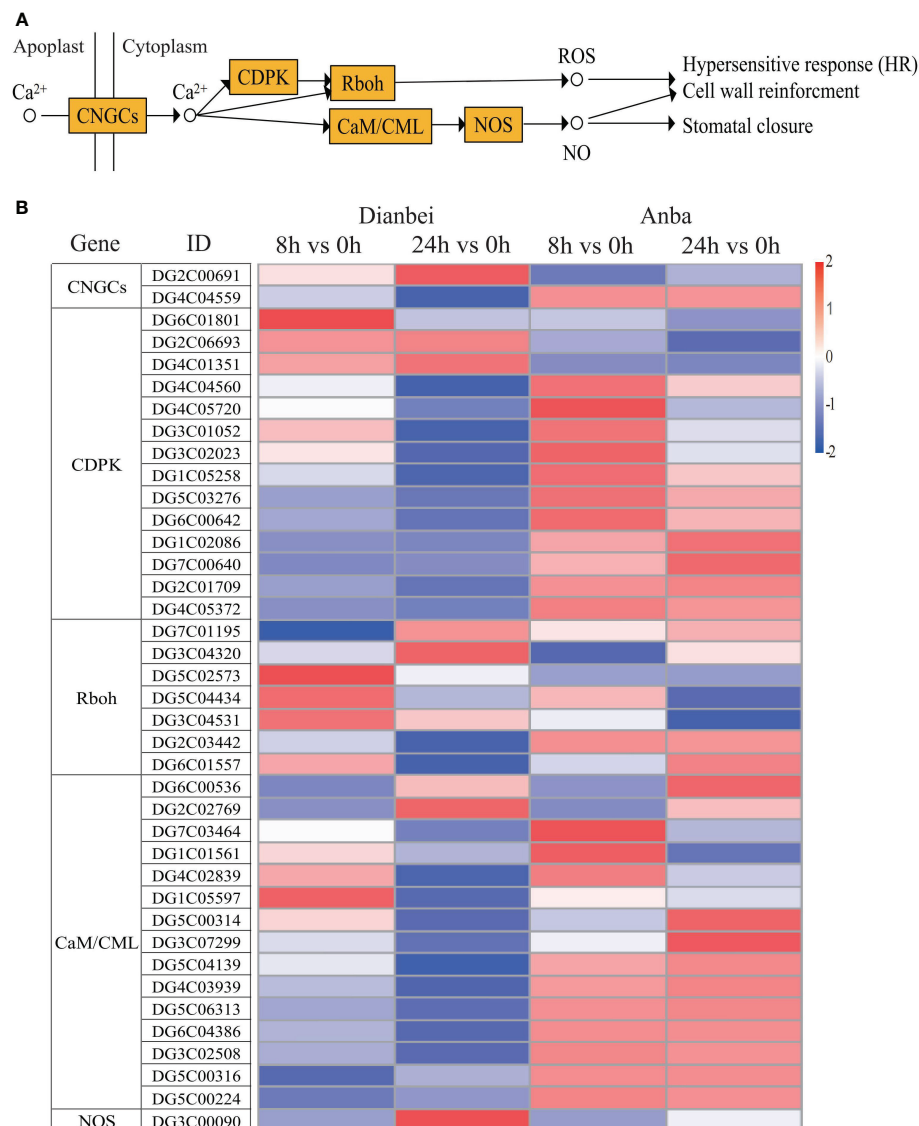 A
Apoplast Cytoplasm
Ca²⁺ CNGCs Ca²⁺ CDPK Rboh ROS Hypersensitive response (HR)
Cell wall reinforcment
CaM/CML NOS NO Stomatal closure
B
Dianbei Anba
Gene ID 8h vs 0h 24h vs 0h 8h vs 0h 24h vs 0h
CNGCs
DG2C00691
DG4C04559
CDPK
DG6C01801
DG2C06693
DG4C01351
DG4C04560
DG4C05720
DG3C01052
DG3C02023
DG1C05258
DG5C03276
DG6C00642
DG1C02086
DG7C00640
DG2C01709
DG4C05372
Rboh
DG7C01195
DG3C04320
DG5C02573
DG5C04434
DG3C04531
DG2C03442
DG6C01557
CaM/CML
DG6C00536
DG2C02769
DG7C03464
DG1C01561
DG4C02839
DG1C05597
DG5C00314
DG3C07299
DG5C04139
DG4C03939
DG5C06313
DG6C04386
DG3C02508
DG5C00316
DG5C00224
NOS
DG3C00090
2
1
0
-1
-2